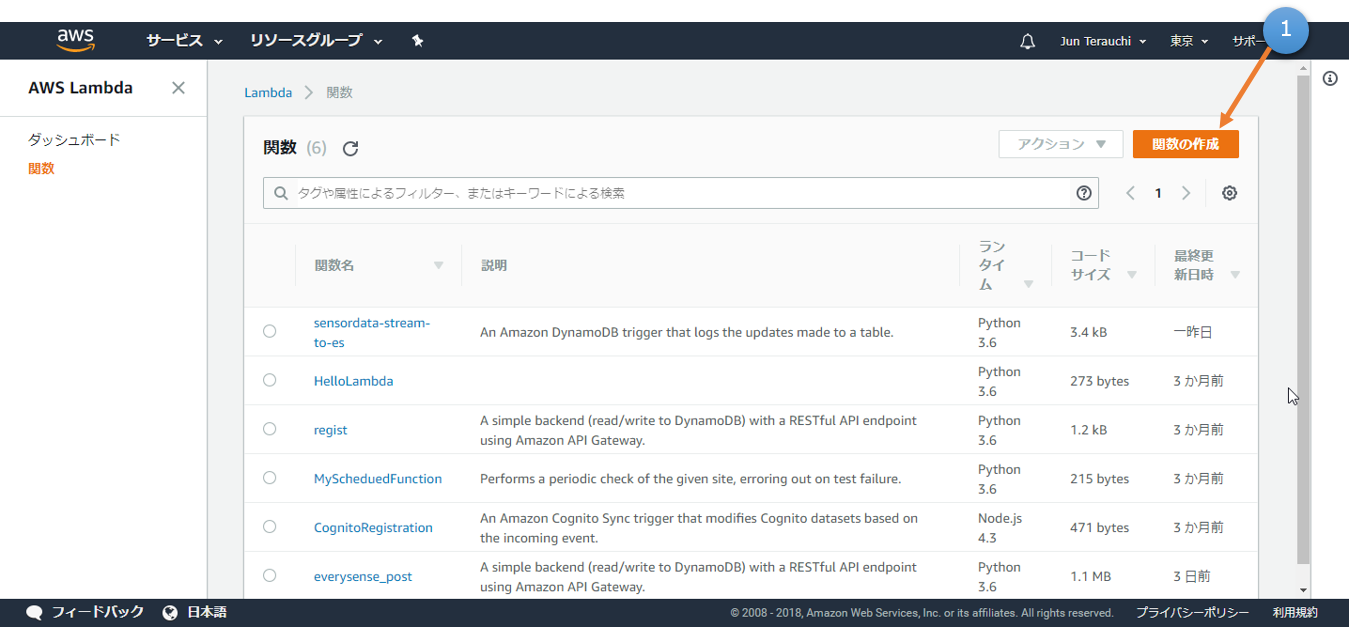 aws サービス リソースグループ Jun Terauchi 東京 サポー 1
AWS Lambda
ダッシュボード
関数
Lambda 関数
関数 (6) アクション 関数の作成
タグや属性によるフィルター、またはキーワードによる検索 1
関数名 説明 ラン
タイ
ム コード
サイズ 最終更
新日時
sensordata-stream-
to-es An Amazon DynamoDB trigger that logs the updates made to a table. Python
3.6 3.4 kB 一昨日
HelloLambda Python
3.6 273 bytes 3 か月前
regist A simple backend (read/write to DynamoDB) with a RESTful API endpoint
using Amazon API Gateway. Python
3.6 1.2 kB 3 か月前
MyScheduedFunction Performs a periodic check of the given site, erroring out on test failure. Python
3.6 215 bytes 3 か月前
CognitoRegistration An Amazon Cognito Sync trigger that modifies Cognito datasets based on
the incoming event. Node.js
4.3 471 bytes 3 か月前
everysense_post A simple backend (read/write to DynamoDB) with a RESTful API endpoint
using Amazon API Gateway. Python
3.6 1.1 MB 3 日前
フィードバック 日本語 © 2008 - 2018, Amazon Web Services, Inc. or its affiliates. All rights reserved. プライバシーポリシー 利用規約